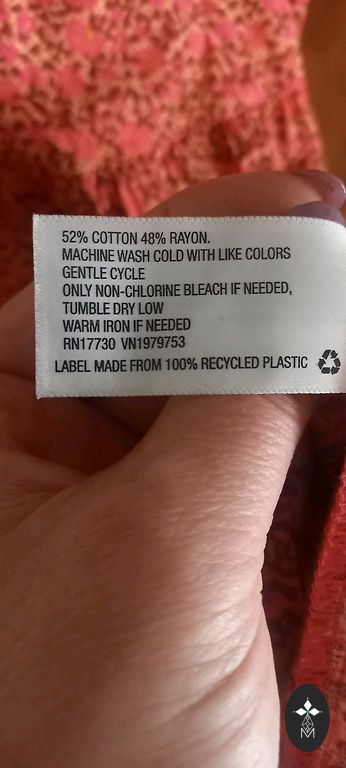 52% COTTON 48% RAYON.
MACHINE WASH COLD WITH LIKE COLORS
GENTLE CYCLE
ONLY NON-CHLORINE BLEACH IF NEEDED,
TUMBLE DRY LOW
WARM IRON IF NEEDED
RN17730 VN1979753
LABEL MADE FROM 100% RECYCLED PLASTIC
M